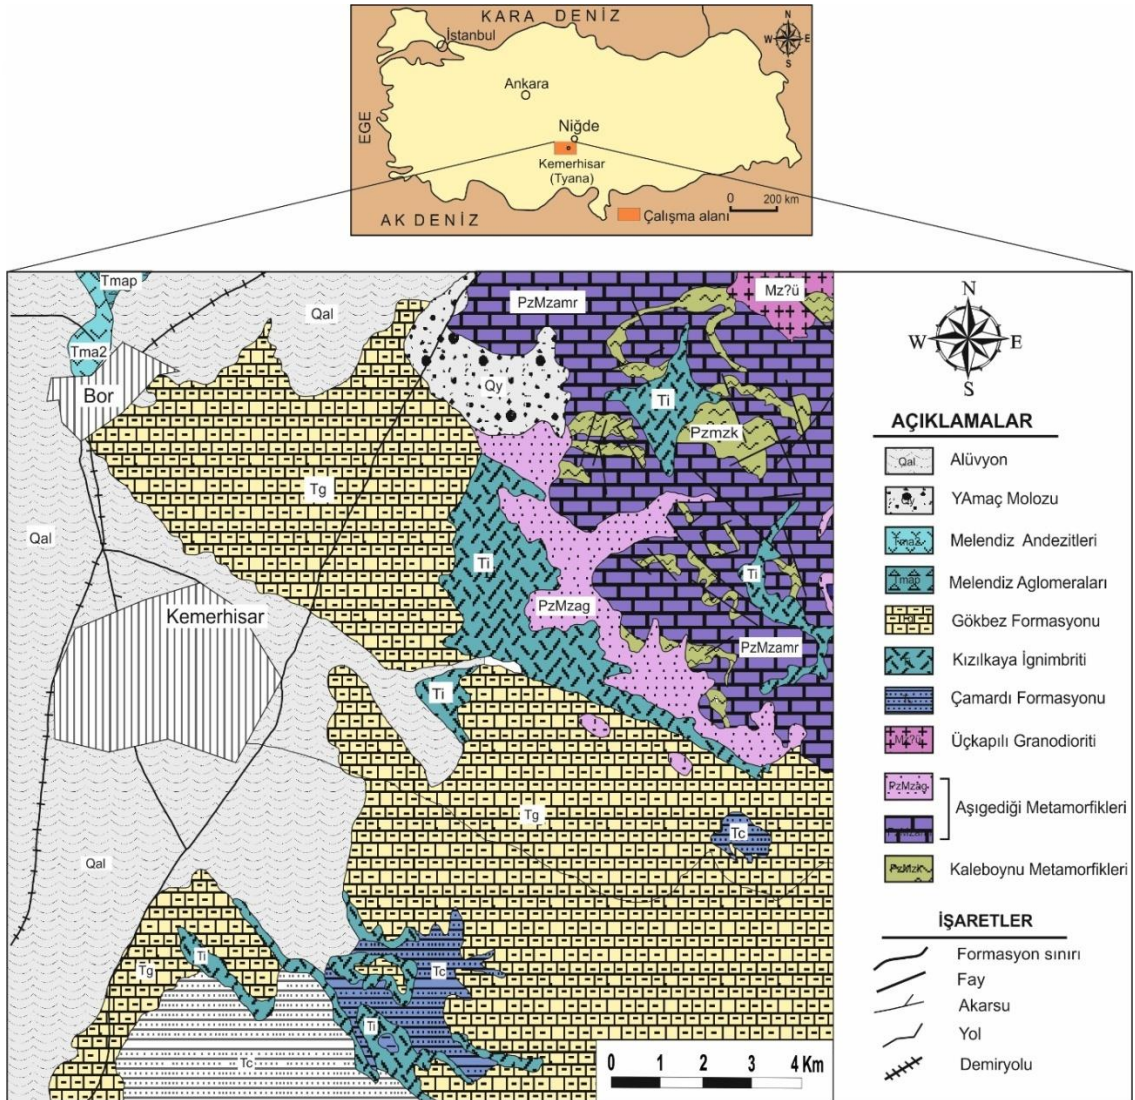 KARA DENİZ
N
W E
S
İstanbul
Ankara
EGE
Niğde
Kemerhisar
(Tyana)
0 200 km
AK DENİZ
Çalışma alanı
Tmap
Qal
PzMzamr
Mz?ü
Tma2
Bor
Qy
Ti
Pzmzk
Tg
Qal
Ti
Ti
PzMzag
Kemerhisar
PzMzamr
Ti
Tg
Tc
Qal
Ti
Tg
Tc
Ti
Tc
0 1 2 3 4 Km
N
W E
S
AÇIKLAMALAR
Qal Alüvyon
Qy YAmaç Molozu
Tma2 Melendiz Andezitleri
Tmap Melendiz Aglomeraları
Gökbez Formasyonu
Kızılkaya İgnimbriti
Çamardı Formasyonu
Mz?ü Üçkapılı Granodioriti
PzMzag
Aşıgediği Metamorfikleri
PzMzk Kaleboynu Metamorfikleri
İŞARETLER
Formasyon sınırı
Fay
Akarsu
Yol
Demiryolu